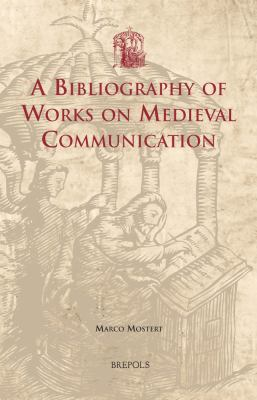 A Bibliography of
Works on Medieval
Communication
Marco Mostert
BREPOLS